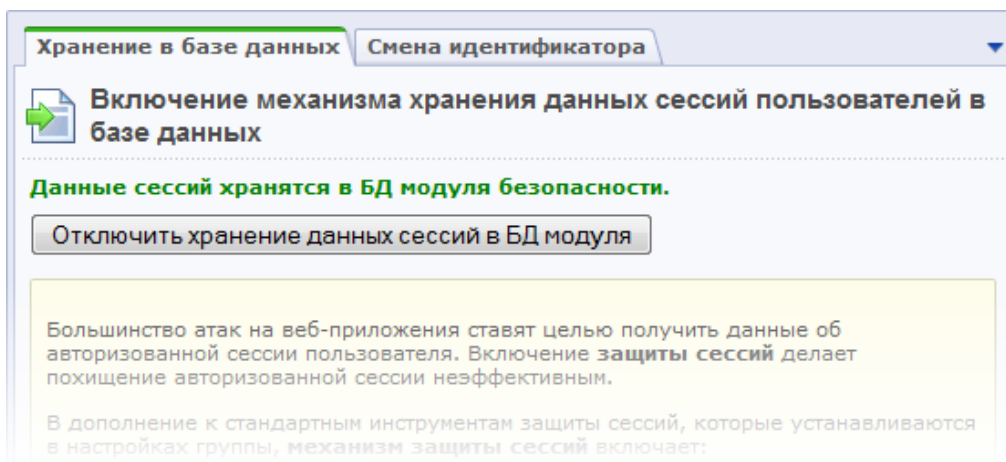 Хранение в базе данных Смена идентификатора
Включение механизма хранения данных сессий пользователей в
базе данных
Данные сессий хранятся в БД модуля безопасности.
Отключить хранение данных сессий в БД модуля
Большинство атак на веб-приложения ставят целью получить данные об
авторизованной сессии пользователя. Включение защиты сессий делает
похищение авторизованной сессии неэффективным.
В дополнение к стандартным инструментам защиты сессий, которые устанавливаются
в настройках группы, механизм защиты сессий включает: